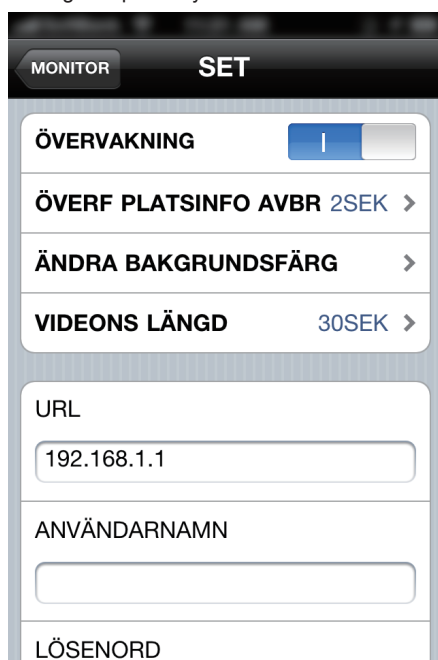 MONITOR SET
ÖVERVAKNING
ÖVERF PLATSINFO AVBR 2SEK
ÄNDRA BAKGRUNDSFÄRG
VIDEONS LÄNGD 30SEK
URL
192.168.1.1
ANVÄNDARNAMN
LÖSENORD